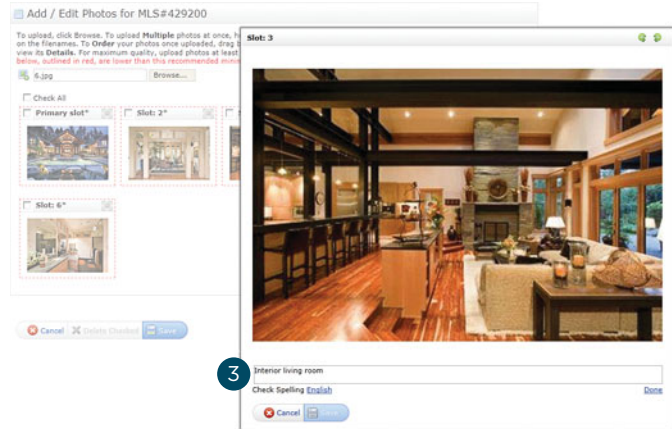 Add / Edit Photos for MLS#429200
To upload, click Browse. To upload Multiple photos at once, h
on the filenames. To Order your photos once uploaded, drag b
view its Details. For maximum quality, upload photos at least
below, outlined in red, are lower than this recommended mini
6.jpg
Browse...
Check All
Primary slot*
Slot: 2*
Slot: 6*
Cancel
Delete Checked
Save
Slot: 3
3
Interior living room
Check Spelling English
Done
Cancel
Save